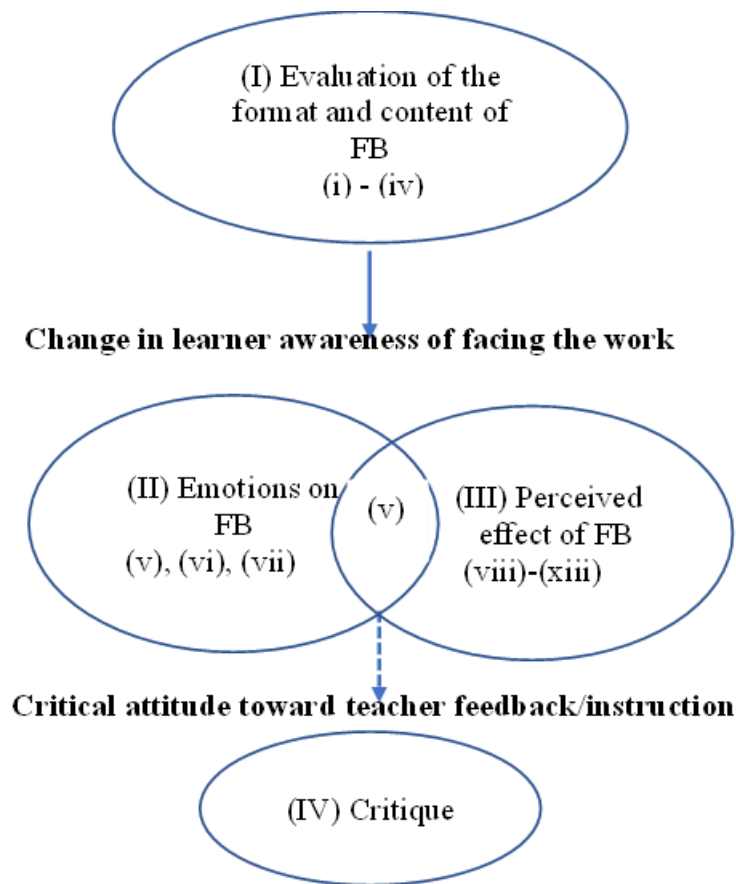 (I) Evaluation of the
format and content of
FB
(i) - (iv)
Change in learner awareness of facing the work
(II) Emotions on
FB
(v), (vi), (vii)
(v)
(III) Perceived
effect of FB
(viii)-(xiii)
Critical attitude toward teacher feedback/instruction
(IV) Critique